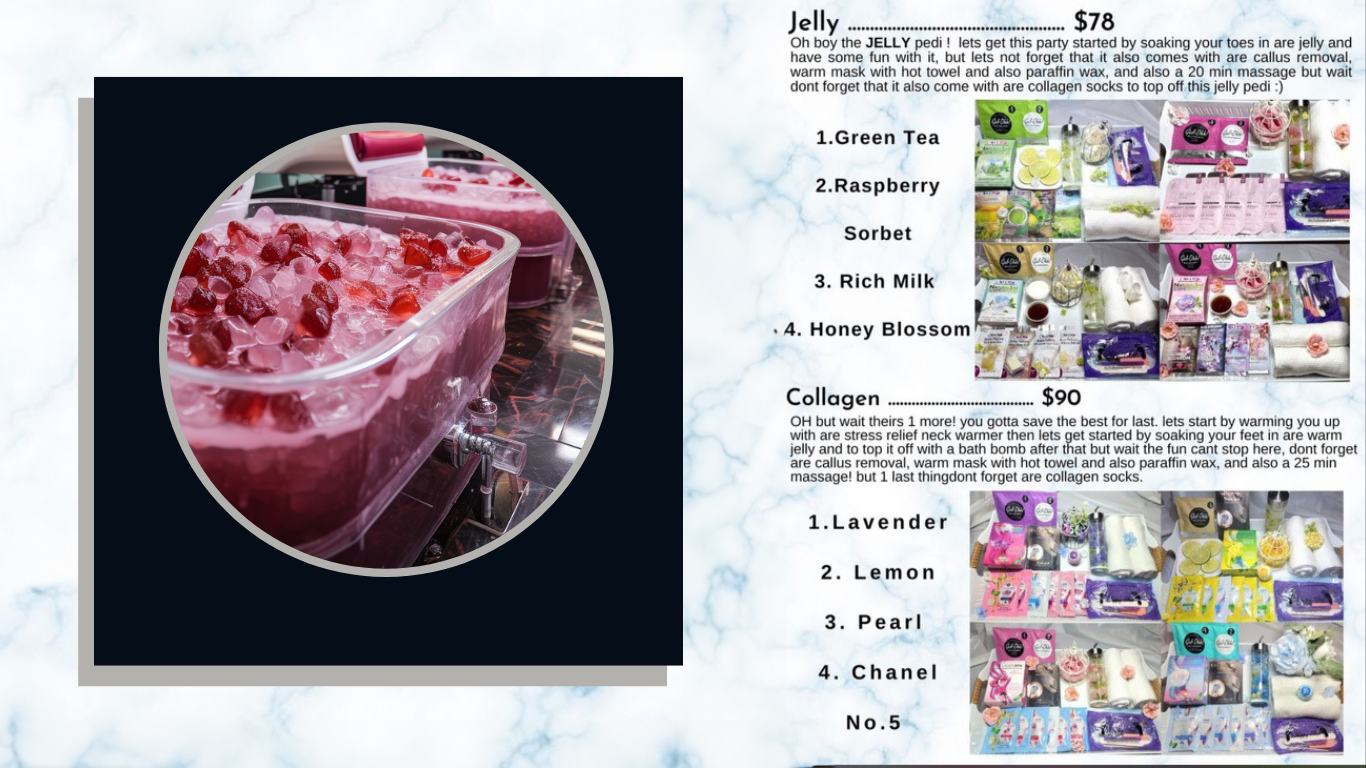 Jelly ........................................................ $78
Oh boy the JELLY pedi ! lets get this party started by soaking your toes in are jelly and
have some fun with it, but lets not forget that it also comes with are callus removal,
warm mask with hot towel and also paraffin wax, and also a 20 min massage but wait
dont forget that it also come with are collagen socks to top off this jelly pedi :)
1.Green Tea
2.Raspberry
Sorbet
3. Rich Milk
4. Honey Blossom
Collagen ...................................... $90
OH but wait theirs 1 more! you gotta save the best for last. lets start by warming you up
with are stress relief neck warmer then lets get started by soaking your feet in are warm
jelly and to top it off with a bath bomb after that but wait the fun cant stop here, dont forget
are callus removal, warm mask with hot towel and also paraffin wax, and also a 25 min
massage! but 1 last thingdont forget are collagen socks.
1.Lavender
2. Lemon
3. Pearl
4. Chanel
No.5